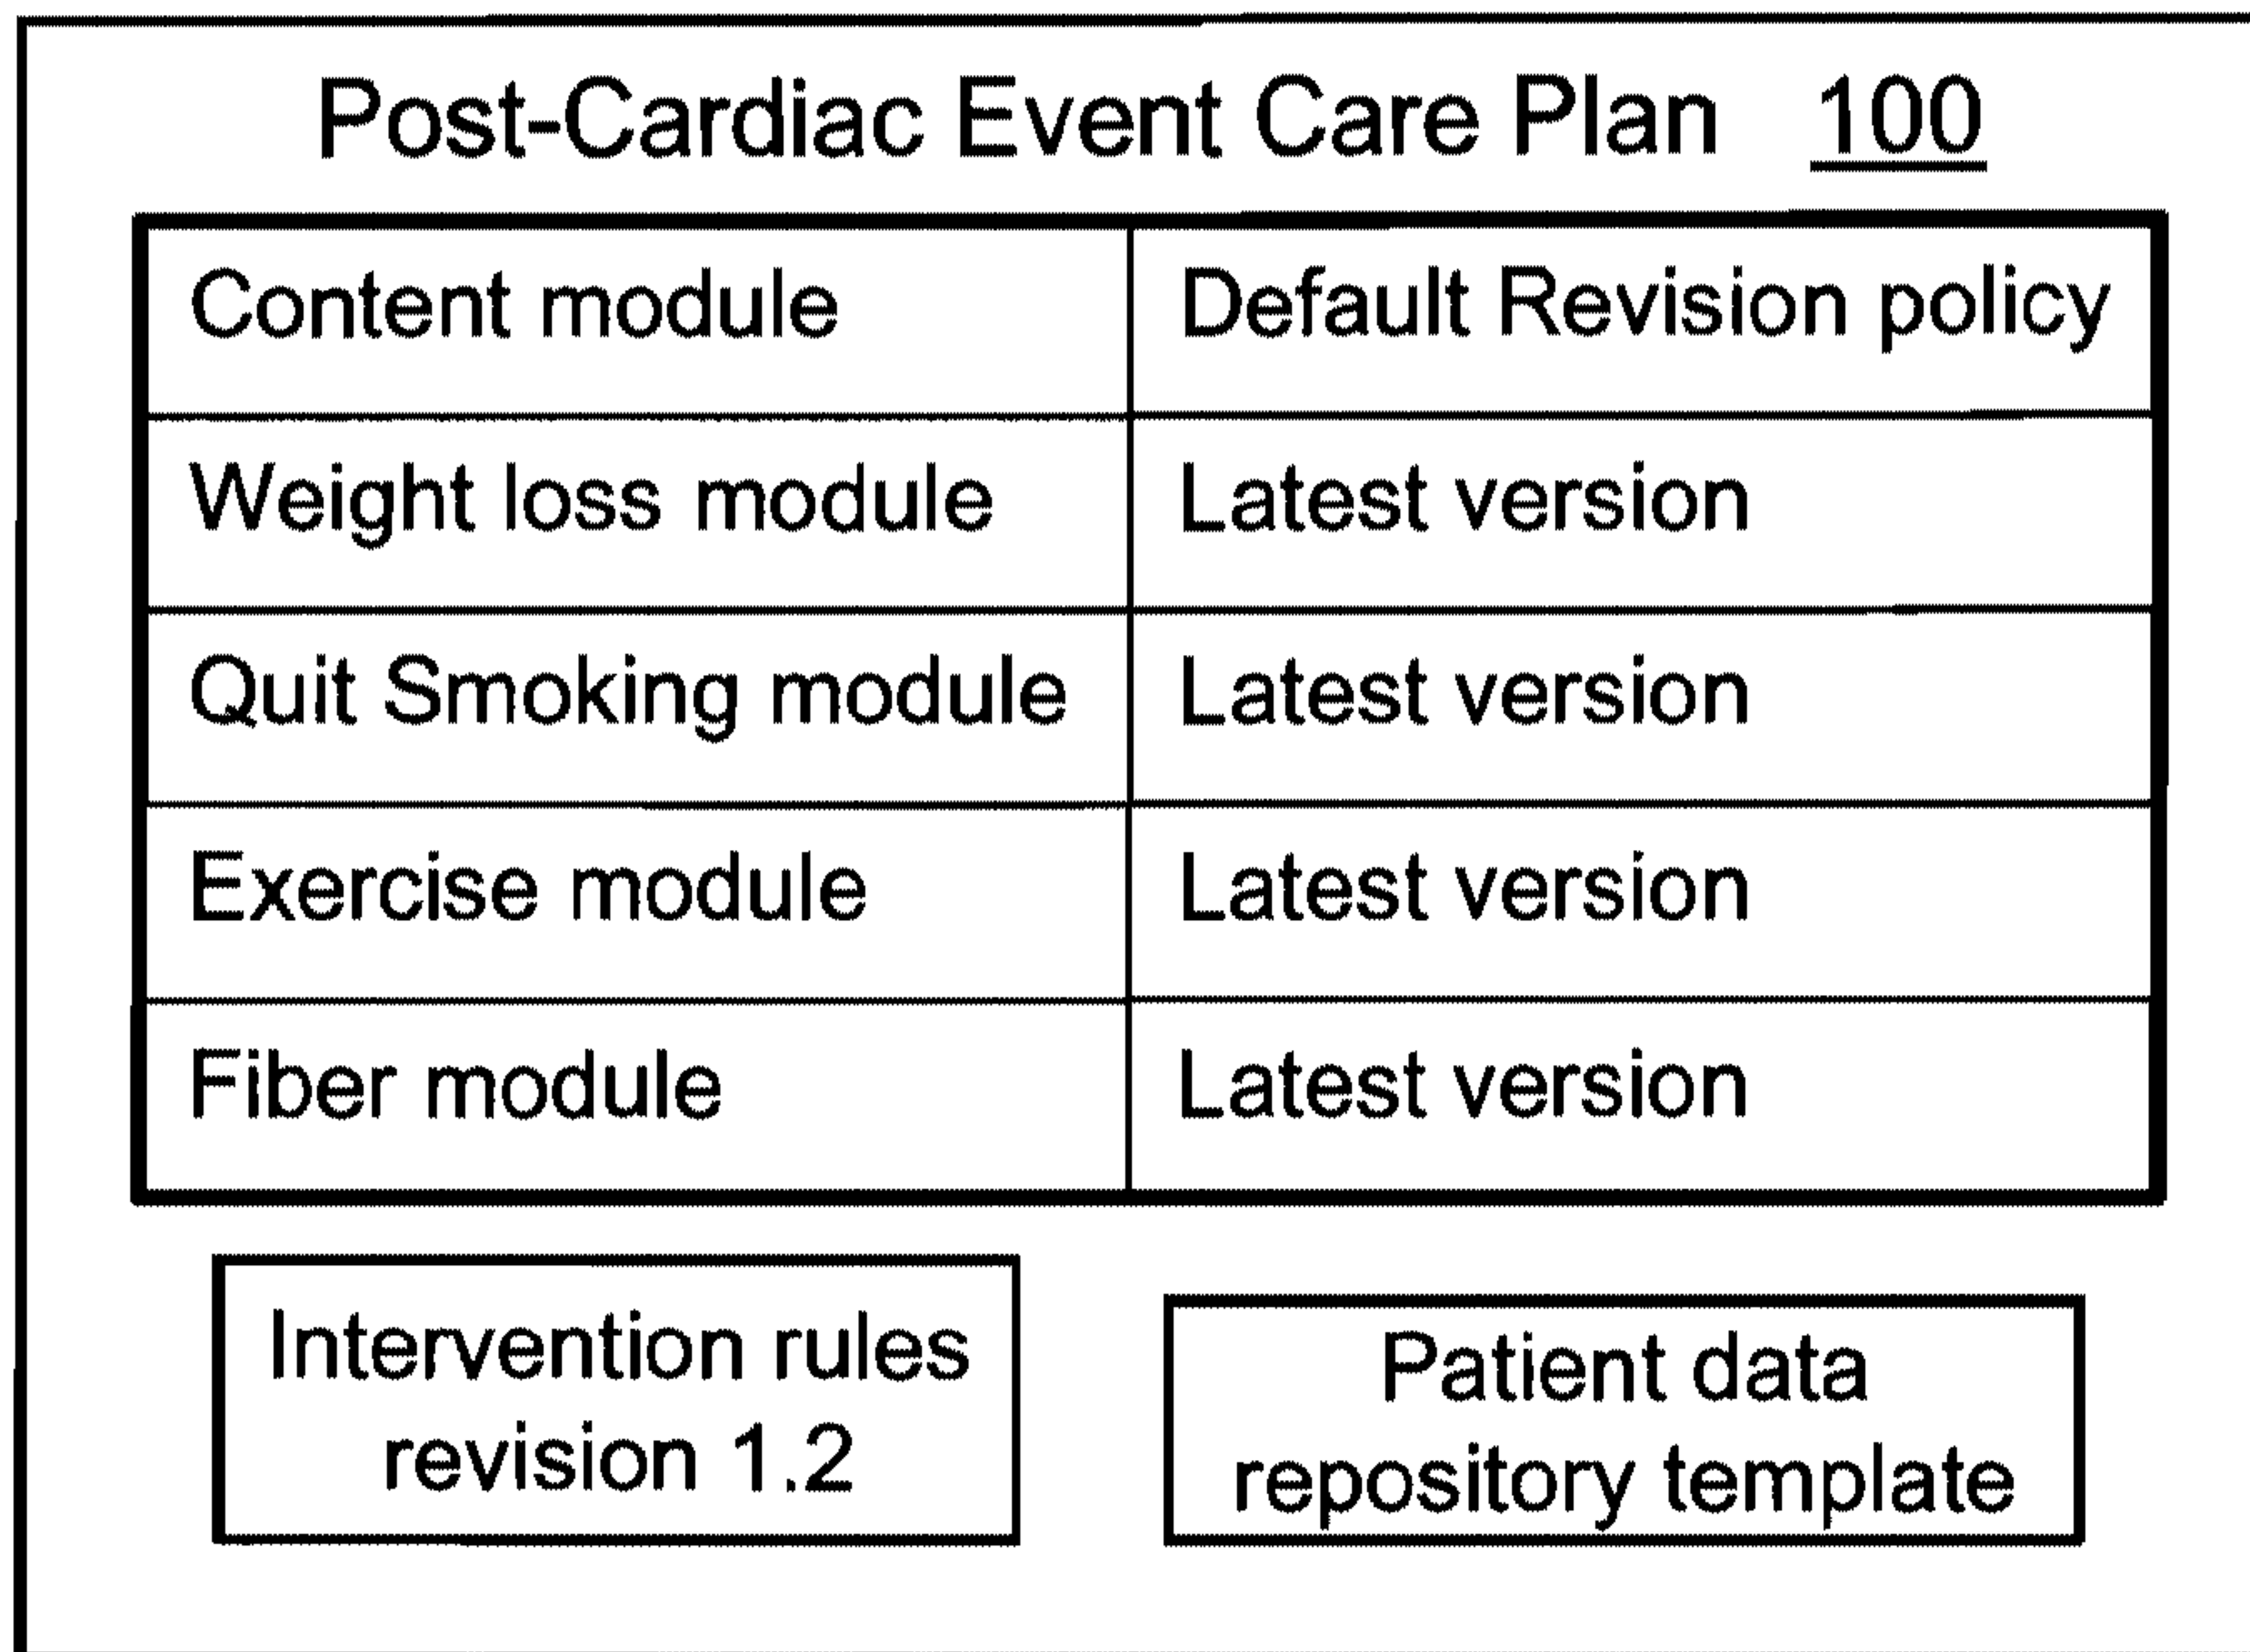 Post-Cardiac Event Care Plan 100
Content module Default Revision policy
Weight loss module Latest version
Quit Smoking module Latest version
Exercise module Latest version
Fiber module Latest version
Intervention rules
revision 1.2
Patient data
repository template